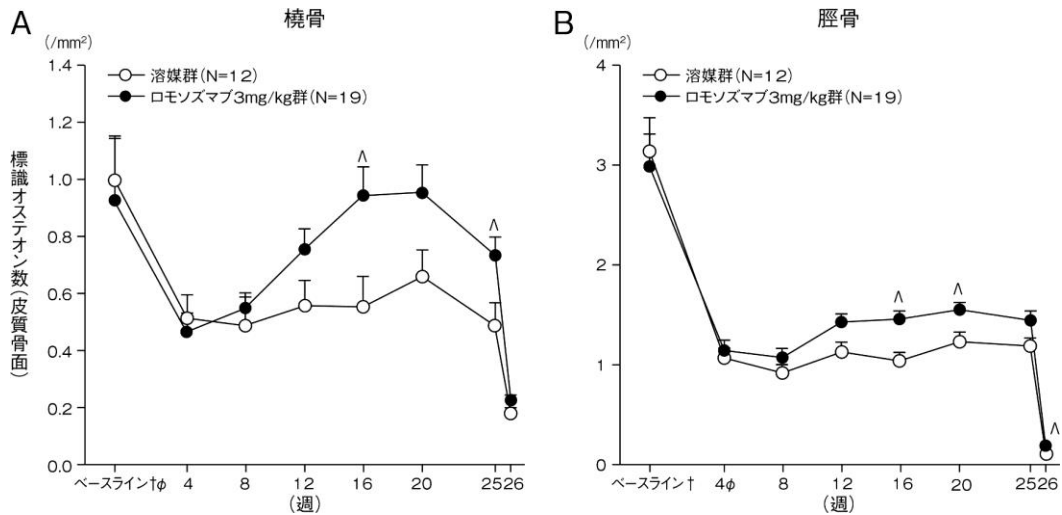 A
橈骨
(/mm²)
1.4
1.2
1.0
0.8
0.6
0.4
0.2
0.0
標識オステオン数(皮質骨面)
溶媒群(N=12)
ロモソズマブ3mg/kg群(N=19)
^
^
ベースライン†φ 4 8 12 16 20 25 26
(週)
B
脛骨
(/mm²)
4
3
2
1
0
溶媒群(N=12)
ロモソズマブ3mg/kg群(N=19)
^
^
^
ベースライン† 4φ 8 12 16 20 25 26
(週)